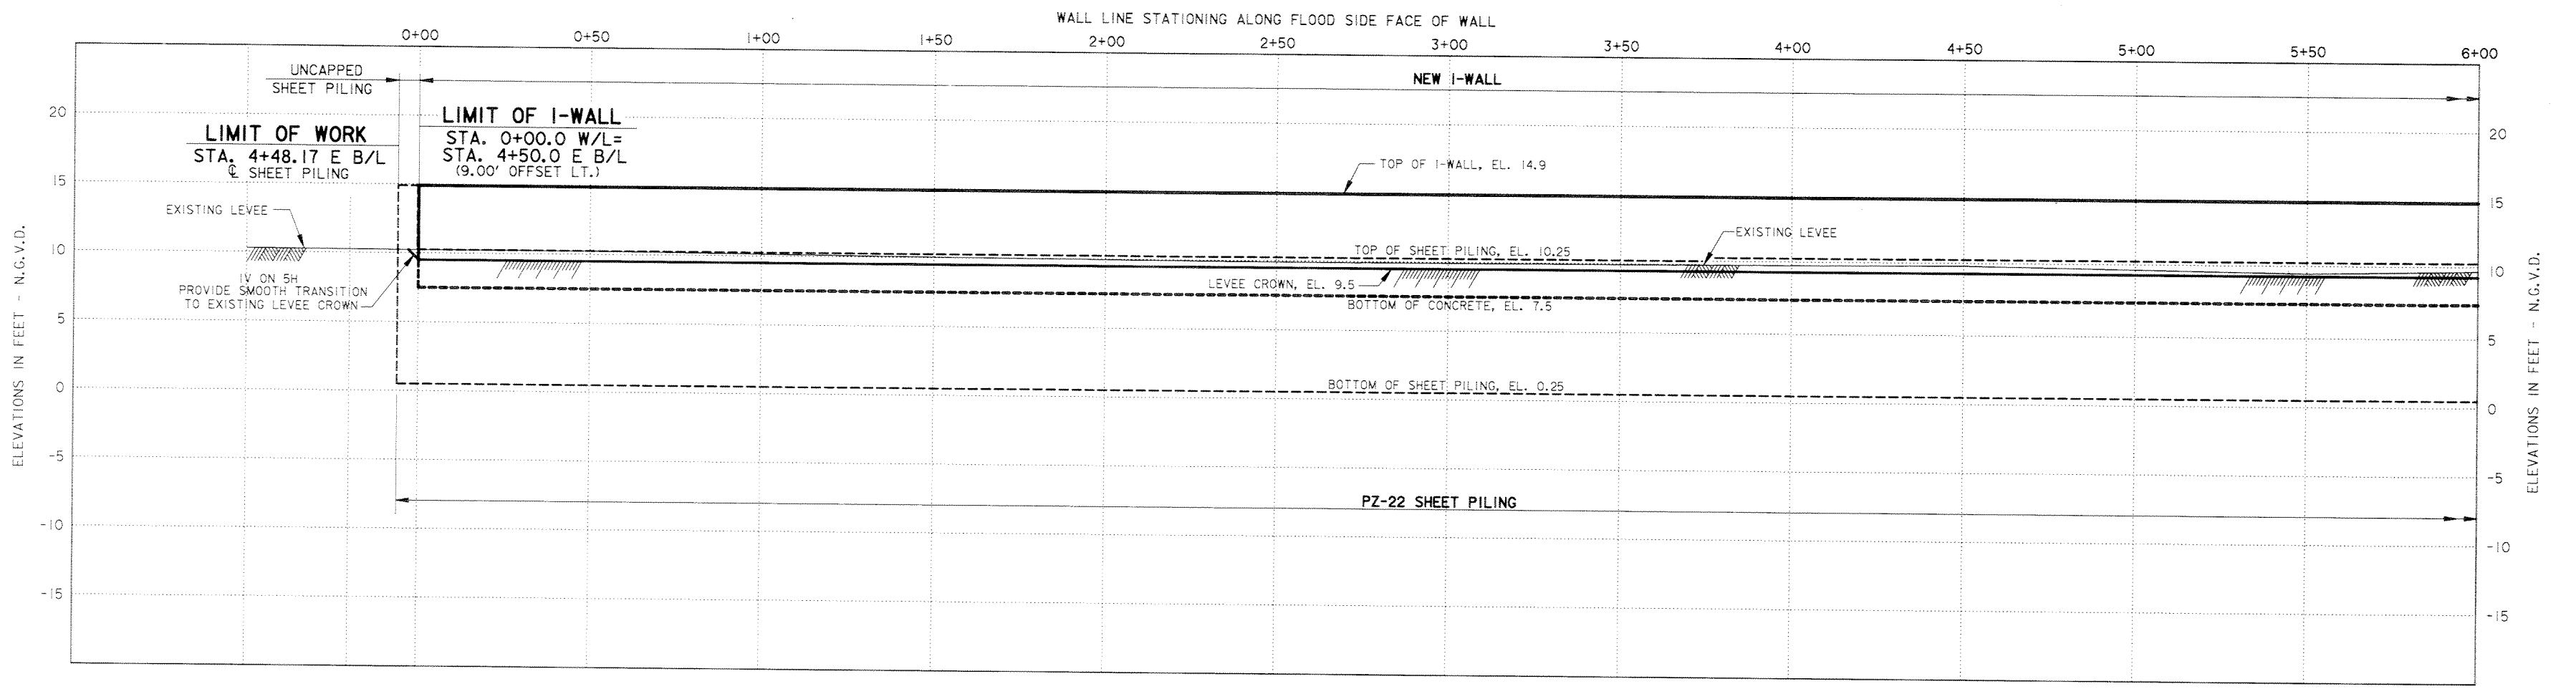 WALL LINE STATIONING ALONG FLOOD SIDE FACE OF WALL
0+00 0+50 1+00 1+50 2+00 2+50 3+00 3+50 4+00 4+50 5+00 5+50 6+00
UNCAPPED
SHEET PILING
NEW I-WALL
LIMIT OF WORK
STA. 4+48.17 E B/L
℄ SHEET PILING
LIMIT OF I-WALL
STA. 0+00.0 W/L=
STA. 4+50.0 E B/L
(9.00' OFFSET LT.)
TOP OF I-WALL, EL. 14.9
EXISTING LEVEE
EXISTING LEVEE
TOP OF SHEET PILING, EL. 10.25
1V ON 5H
PROVIDE SMOOTH TRANSITION
TO EXISTING LEVEE CROWN
LEVEE CROWN, EL. 9.5
BOTTOM OF CONCRETE, EL. 7.5
BOTTOM OF SHEET PILING, EL. 0.25
PZ-22 SHEET PILING
ELEVATIONS IN FEET - N.G.V.D.
20
15
10
5
0
-5
-10
-15
20
15
10
5
0
-5
-10
-15
ELEVATIONS IN FEET - N.G.V.D.